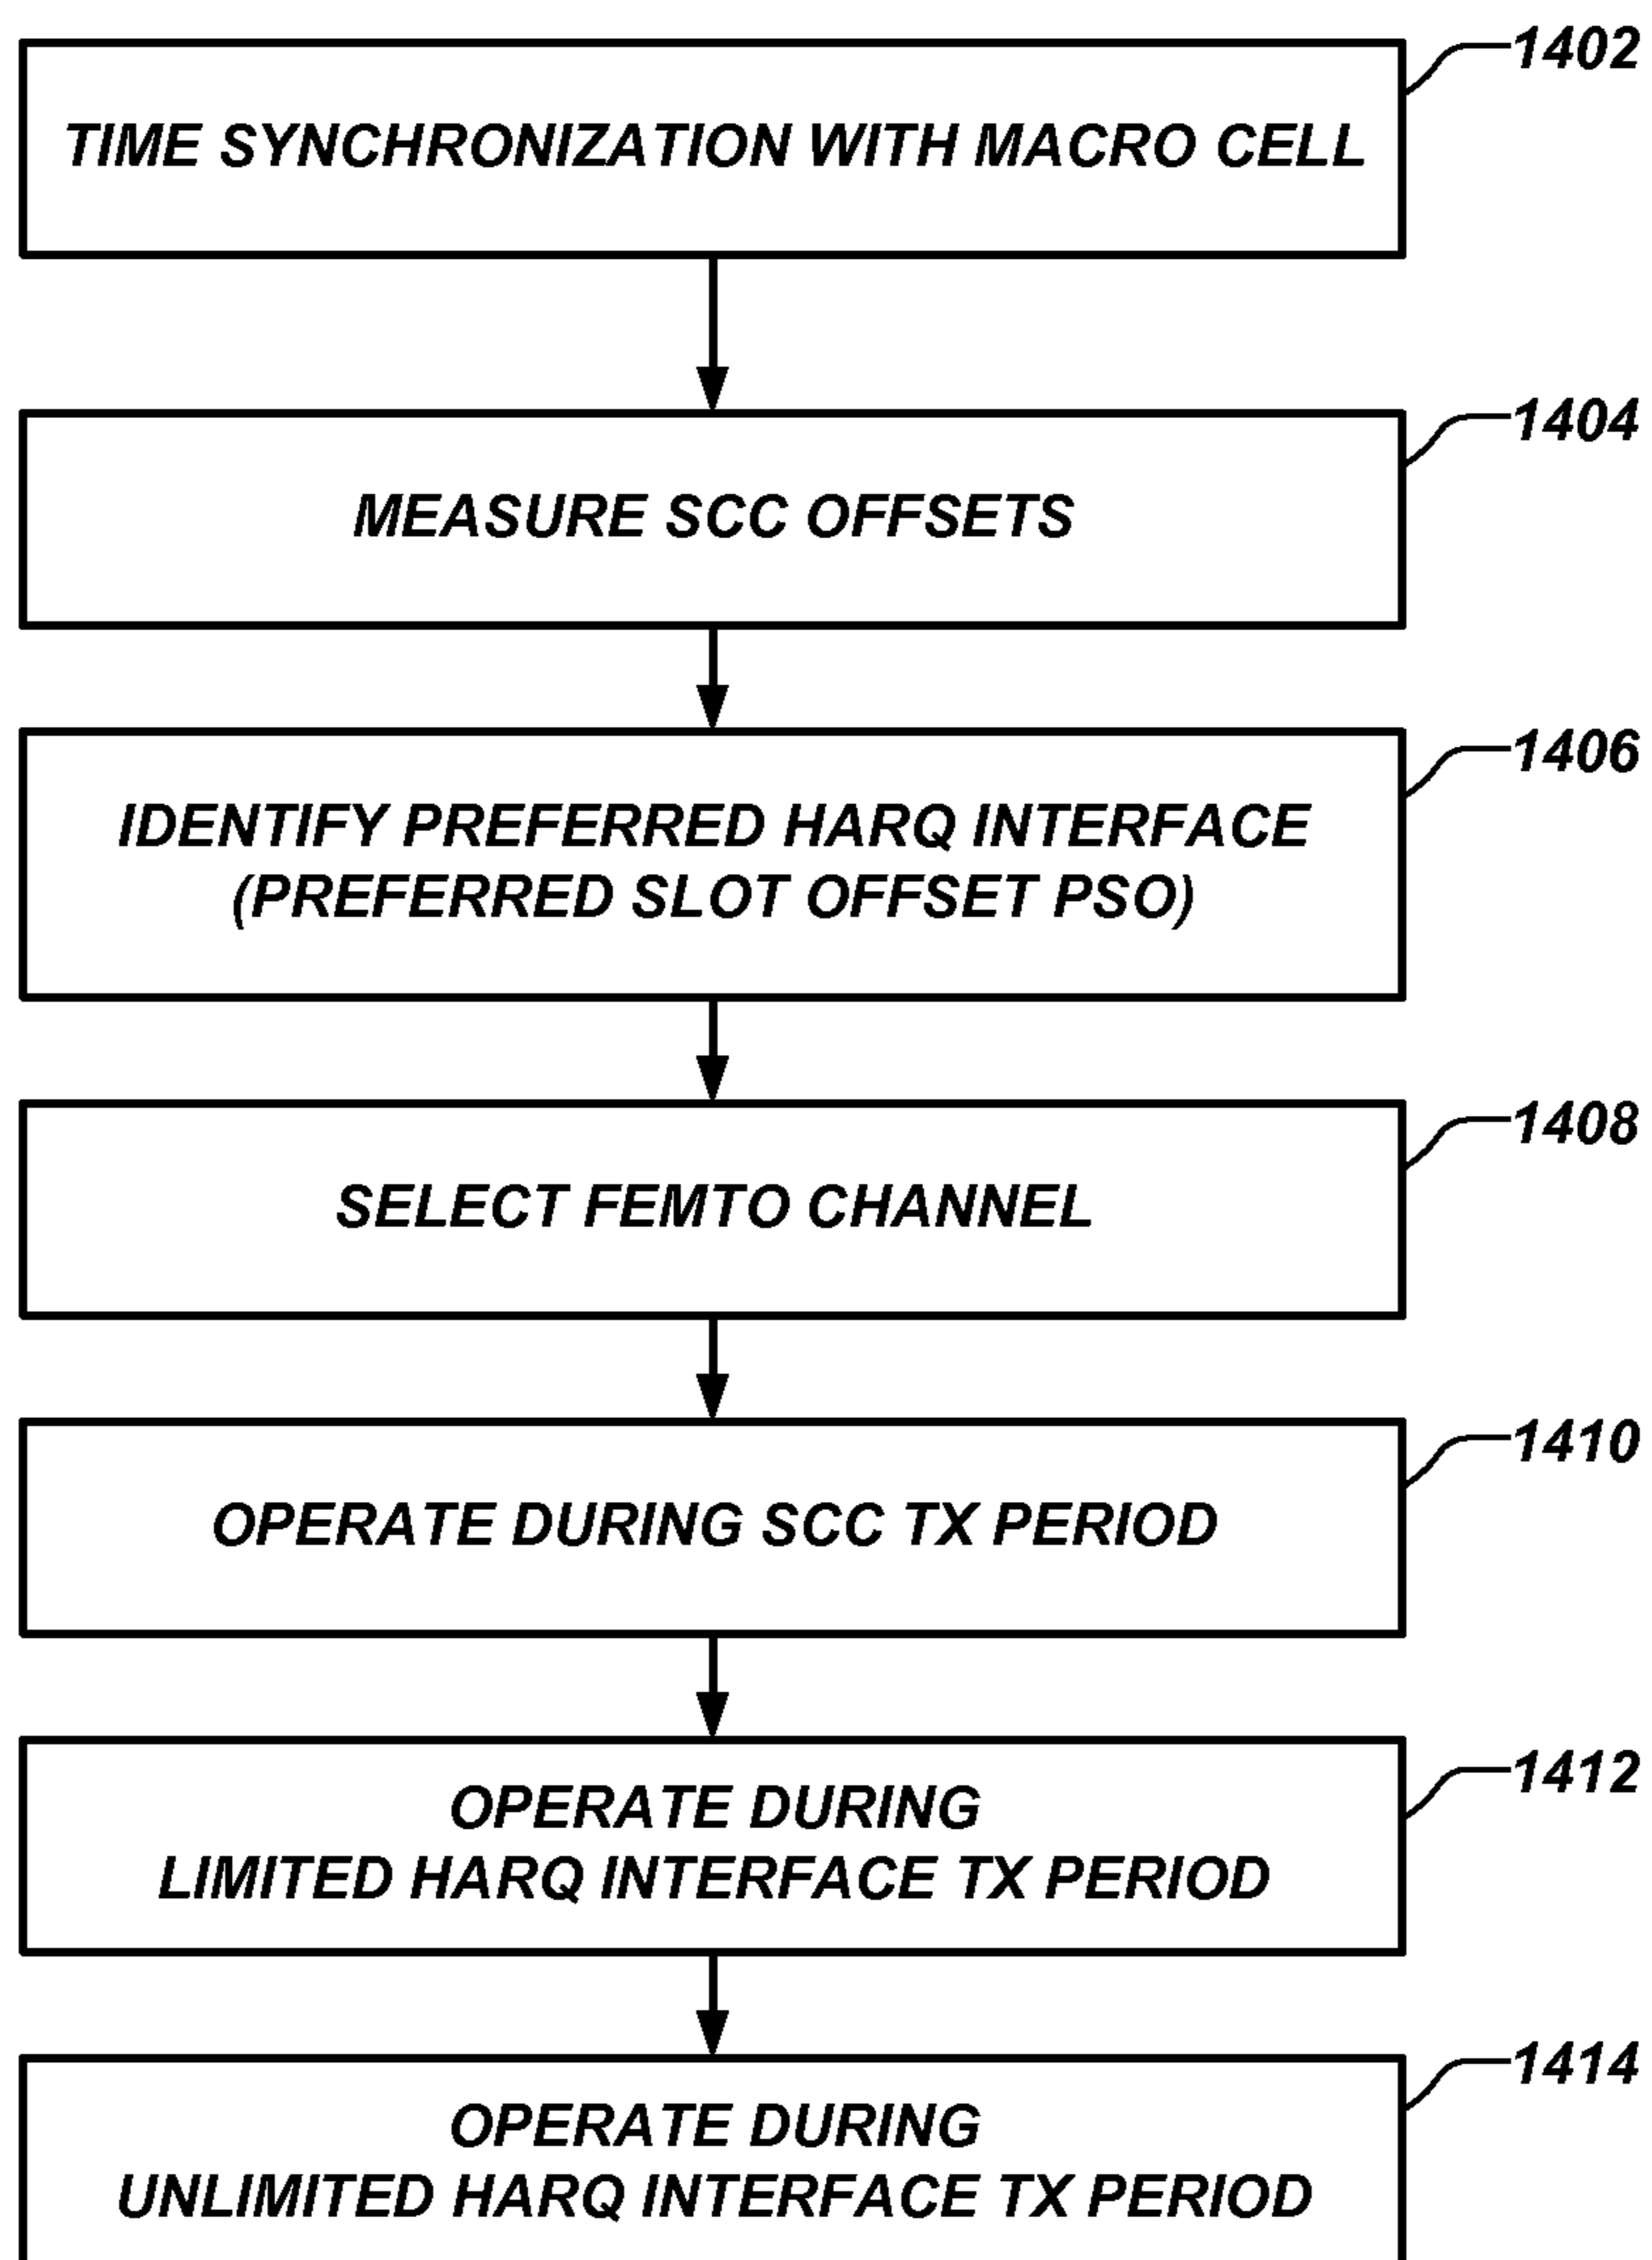 1402
TIME SYNCHRONIZATION WITH MACRO CELL
1404
MEASURE SCC OFFSETS
1406
IDENTIFY PREFERRED HARQ INTERFACE
(PREFERRED SLOT OFFSET PSO)
1408
SELECT FEMTO CHANNEL
1410
OPERATE DURING SCC TX PERIOD
1412
OPERATE DURING
LIMITED HARQ INTERFACE TX PERIOD
1414
OPERATE DURING
UNLIMITED HARQ INTERFACE TX PERIOD